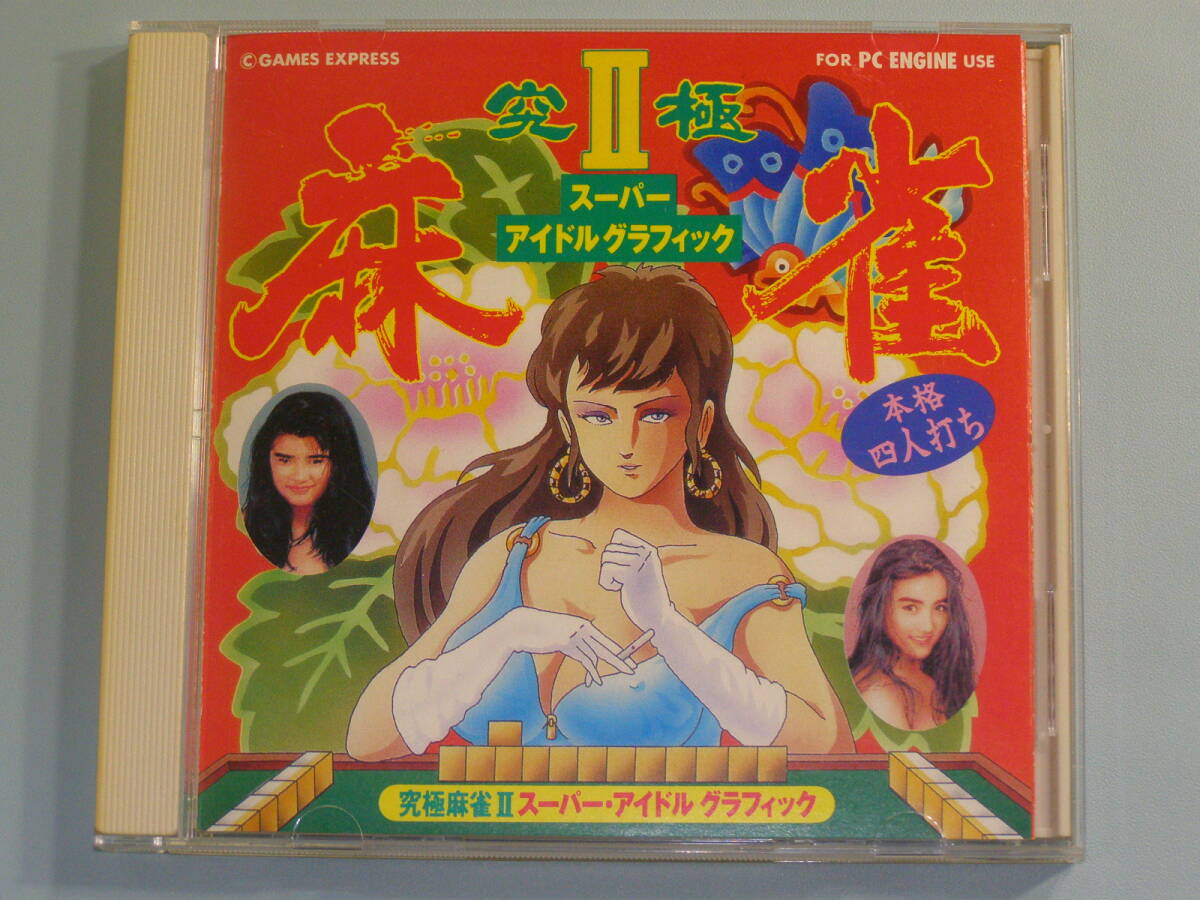 ©GAMES EXPRESS
FOR PC ENGINE USE
究Ⅱ極
麻雀
スーパー
アイドルグラフィック
本格
四人打ち
究極麻雀Ⅱスーパー・アイドル グラフィック